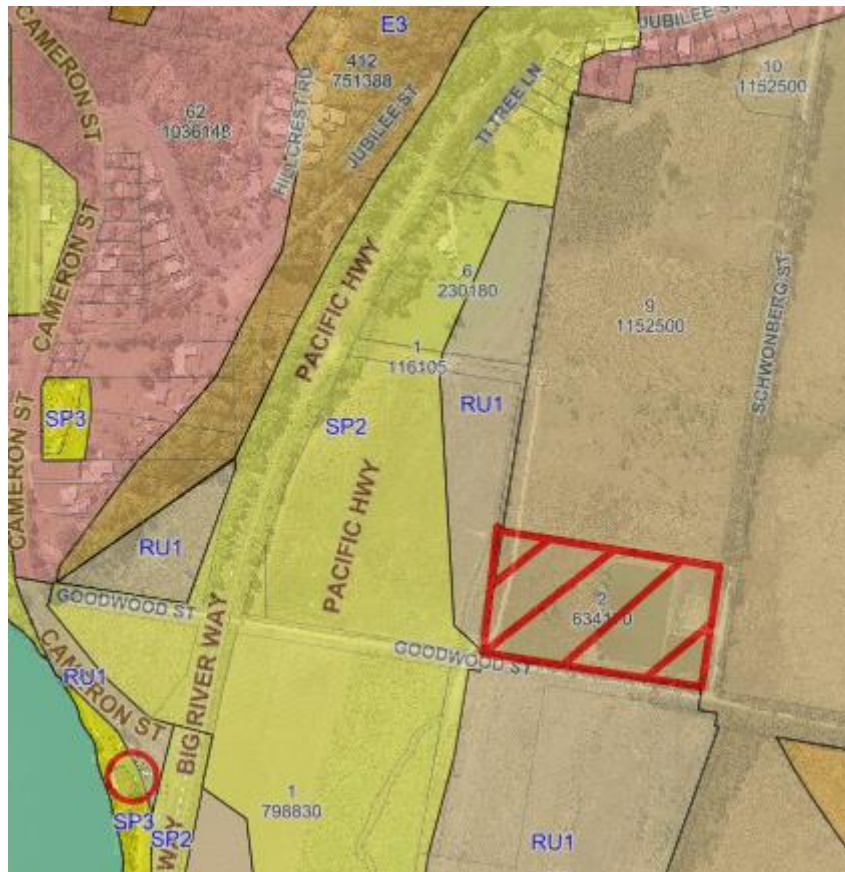 CAMERON ST
E3
JUBILEE ST
412
751388
10
1152500
62
1036148
HILLCREST RD
JUBILEE ST
TI TREE LN
CAMERON ST
PACIFIC HWY
6
230180
9
1152500
SCHWONBERG ST
1
116105
SP3
SP2
RU1
CAMERON ST
PACIFIC HWY
RU1
2
GOODWOOD ST
GOODWOOD ST
CAMERON ST
RU1
BIG RIVER WAY
1
798830
SP3
SP2
WAY
RU1